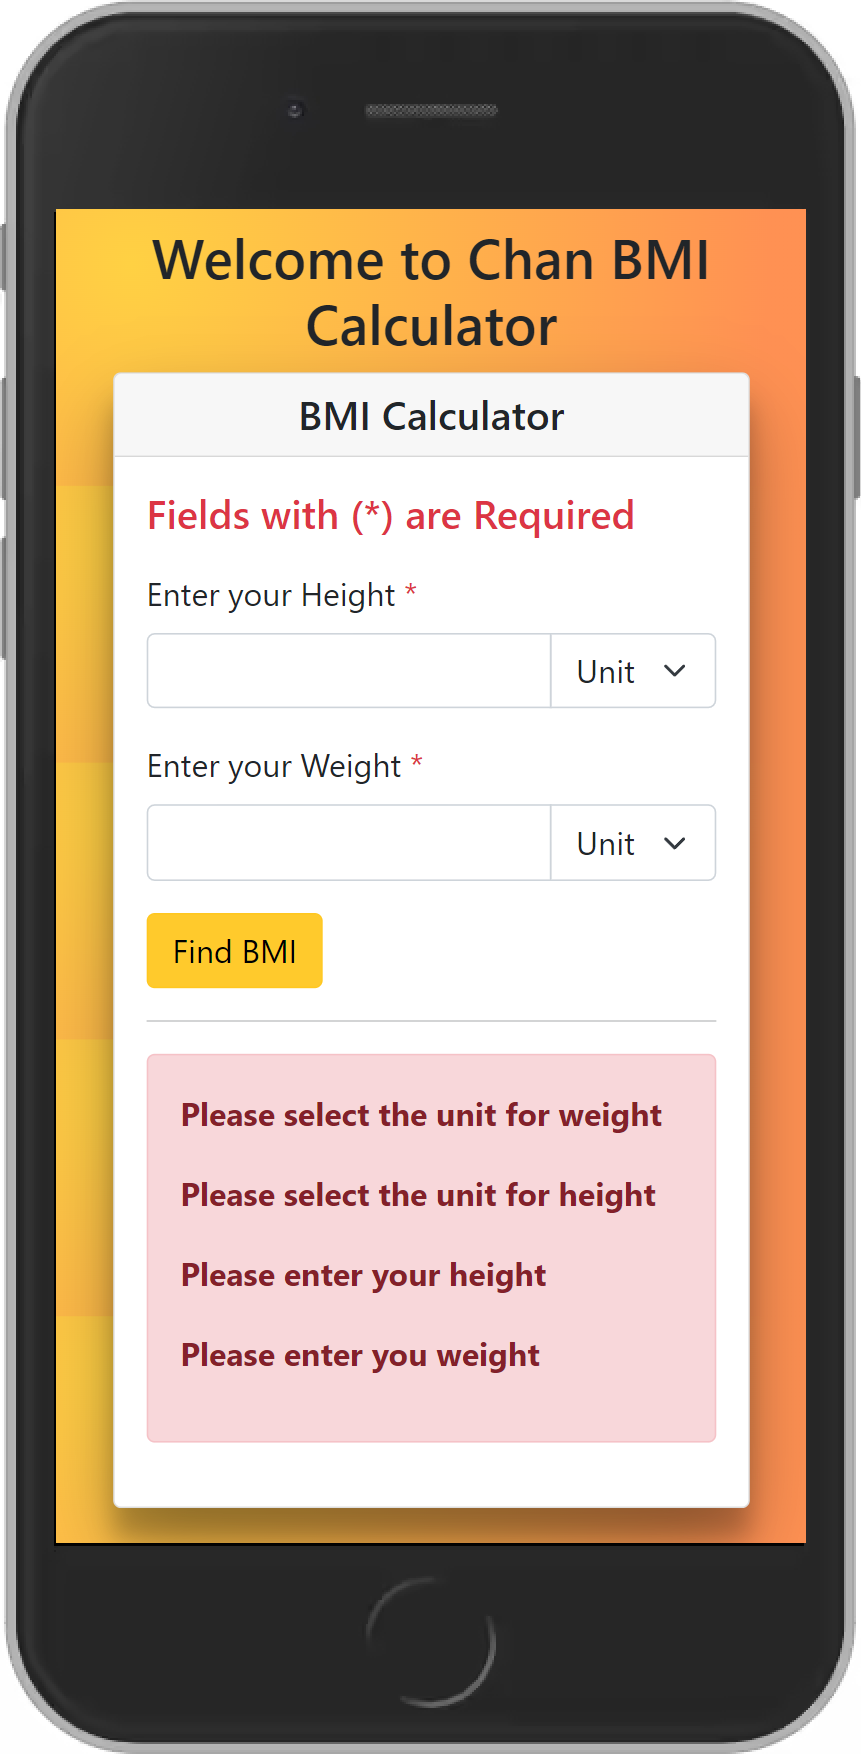 Welcome to Chan BMI
Calculator
BMI Calculator
Fields with (*) are Required
Enter your Height *
Unit
Enter your Weight *
Unit
Find BMI
Please select the unit for weight
Please select the unit for height
Please enter your height
Please enter you weight